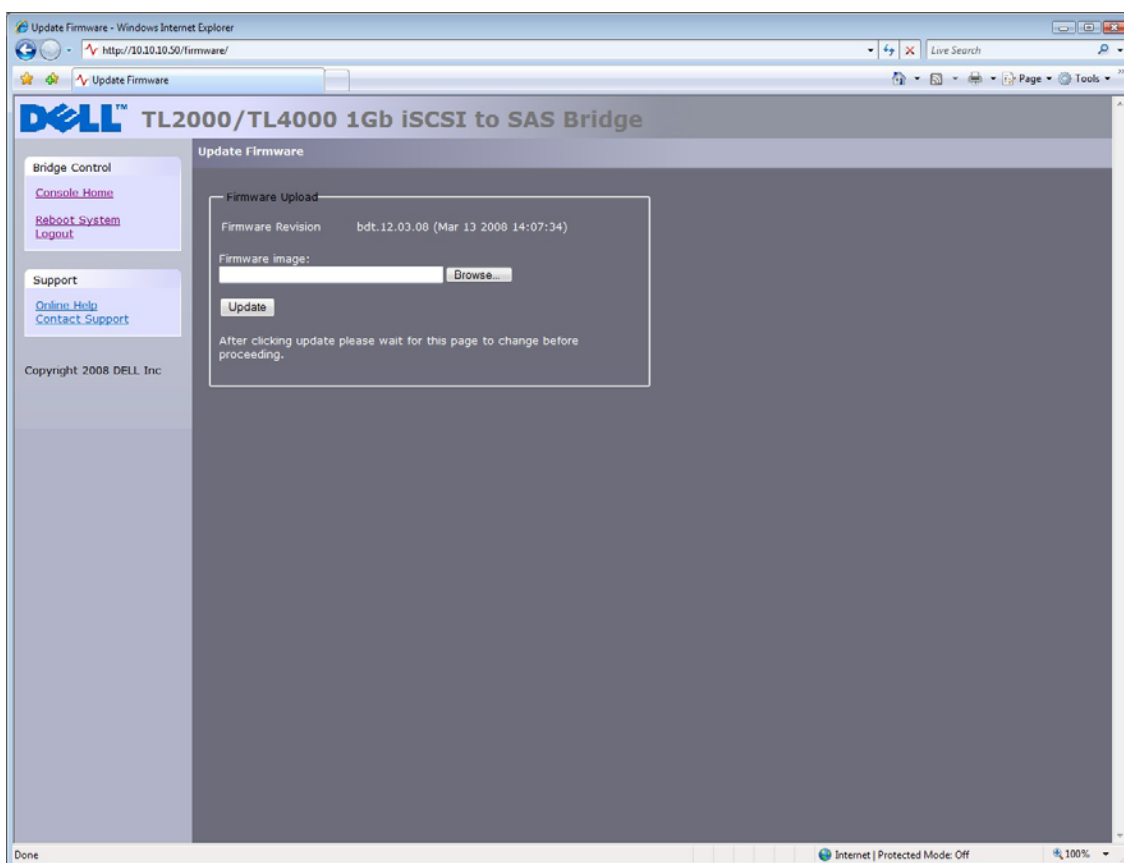 Update Firmware - Windows Internet Explorer
http://10.10.10.50/firmware/
Live Search
Update Firmware
Page
Tools
DELL™ TL2000/TL4000 1Gb iSCSI to SAS Bridge
Bridge Control
Console Home
Reboot System
Logout
Support
Online Help
Contact Support
Copyright 2008 DELL Inc
Update Firmware
Firmware Upload
Firmware Revision bdt.12.03.08 (Mar 13 2008 14:07:34)
Firmware image:
Browse...
Update
After clicking update please wait for this page to change before
proceeding.
Done
Internet | Protected Mode: Off
100%